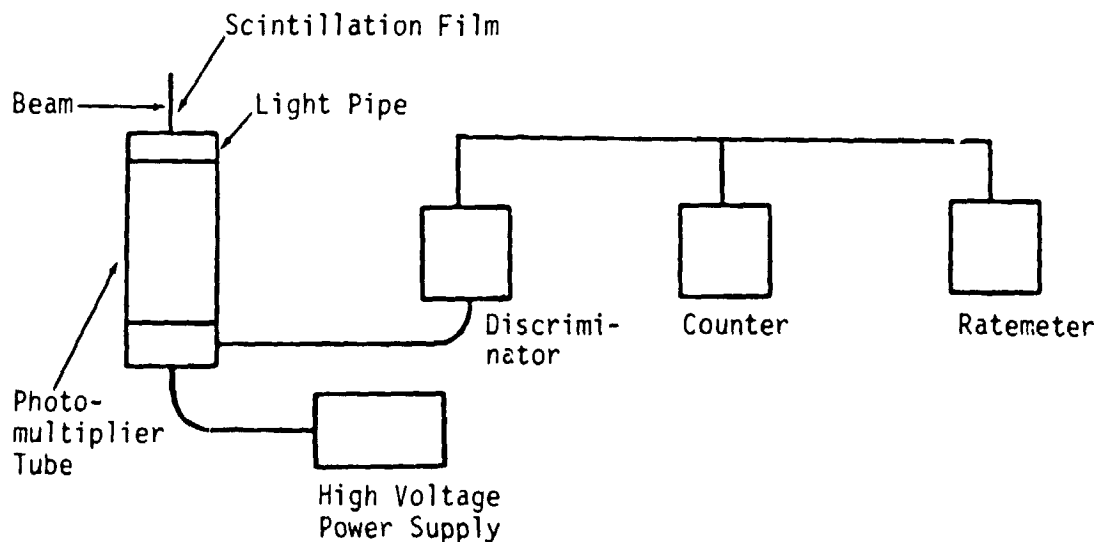 Scintillation Film
Beam
Light Pipe
Discrimi-
nator
Counter
Ratemeter
Photo-
multiplier
Tube
High Voltage
Power Supply